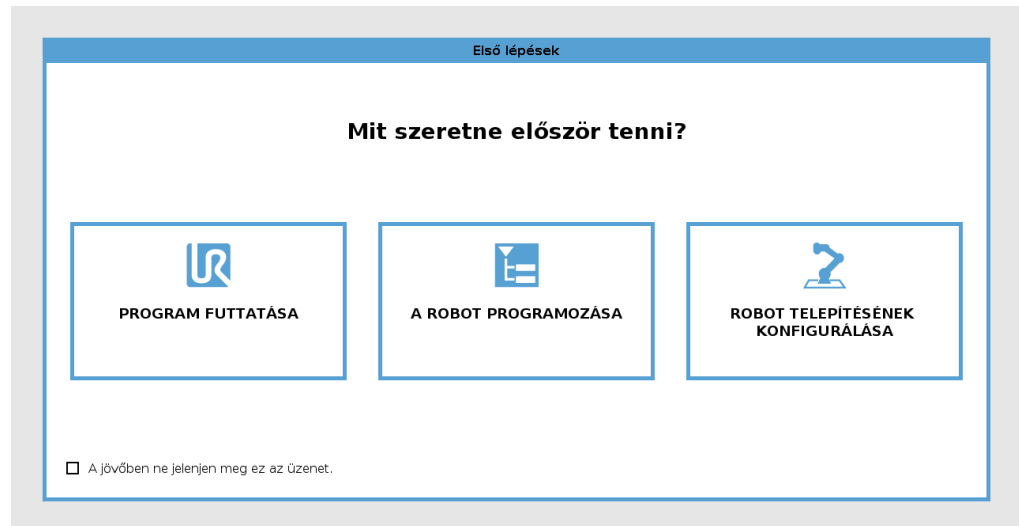 Első lépések
Mit szeretne először tenni?
PROGRAM FUTTATÁSA
A ROBOT PROGRAMOZÁSA
ROBOT TELEPÍTÉSÉNEK
KONFIGURÁLÁSA
A jövőben ne jelenjen meg ez az üzenet.